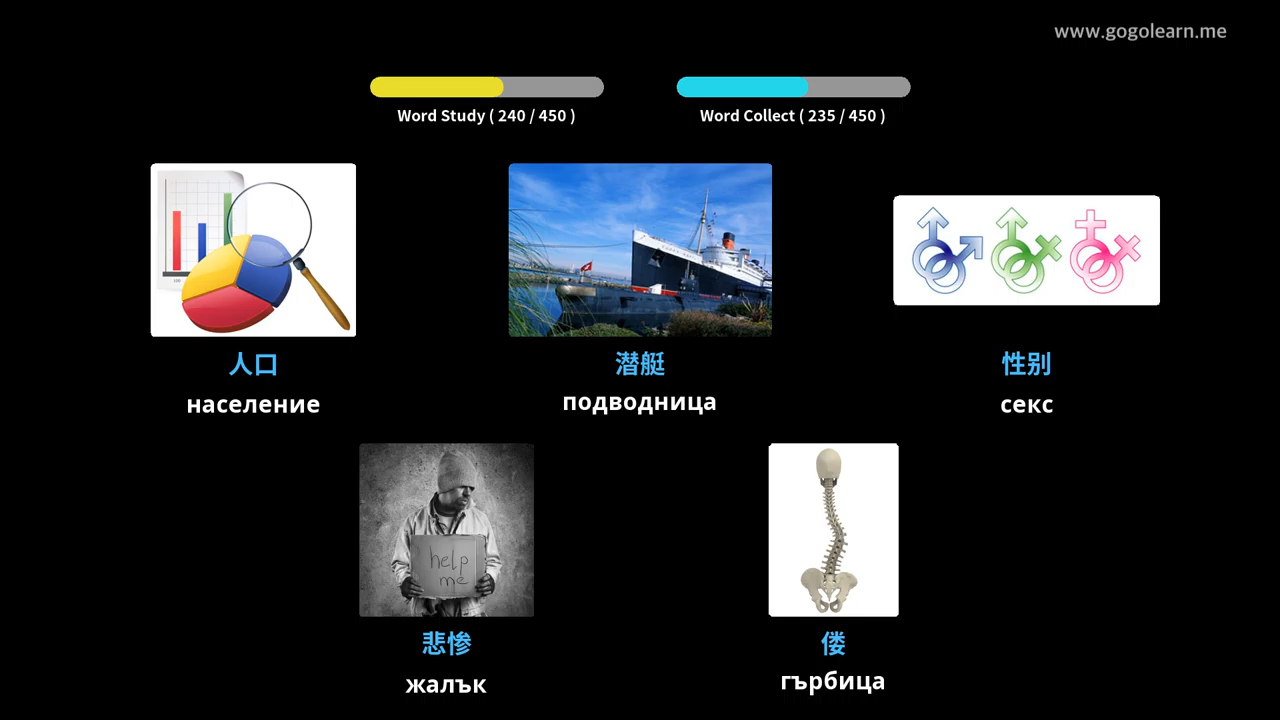 www.gogolearn.me
Word Study ( 240 / 450 )
Word Collect ( 235 / 450 )
人口
население
潜艇
подводница
性别
секс
help
me
悲惨
жалък
偻
гърбица